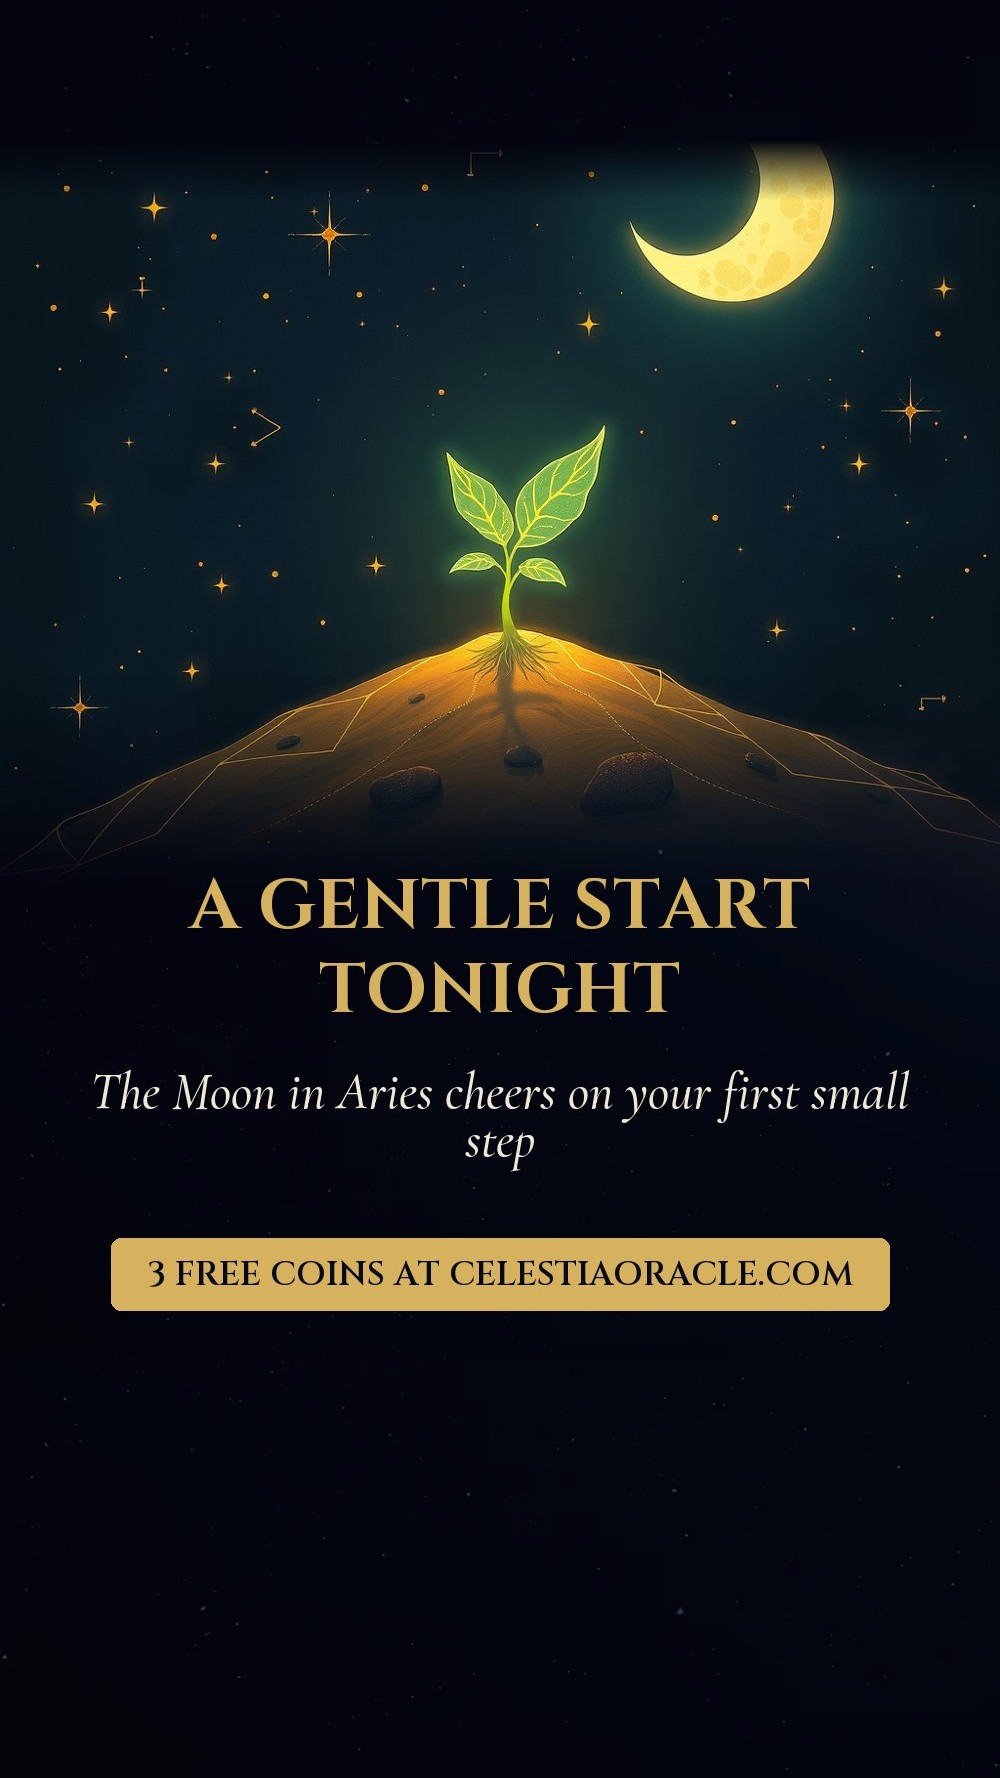 A GENTLE START
TONIGHT
The Moon in Aries cheers on your first small
step
3 FREE COINS AT CELESTIAORACLE.COM